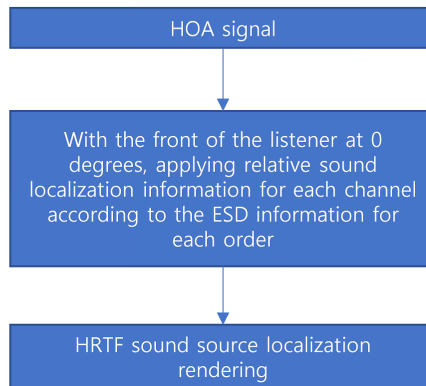 HOA signal
With the front of the listener at 0
degrees, applying relative sound
localization information for each channel
according to the ESD information for
each order
HRTF sound source localization
rendering